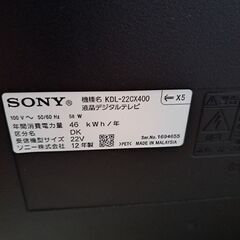 SONY 機種名 KDL-22CX400
液晶デジタルテレビ
100 V～ 50/60 Hz 58 W
年間消費電力量 46 kWh/年
区分名 DK
受信機型サイズ 22V
ソニー株式会社 12年製
Ser.No. 1694655
MADE IN MALAYSIA
X5